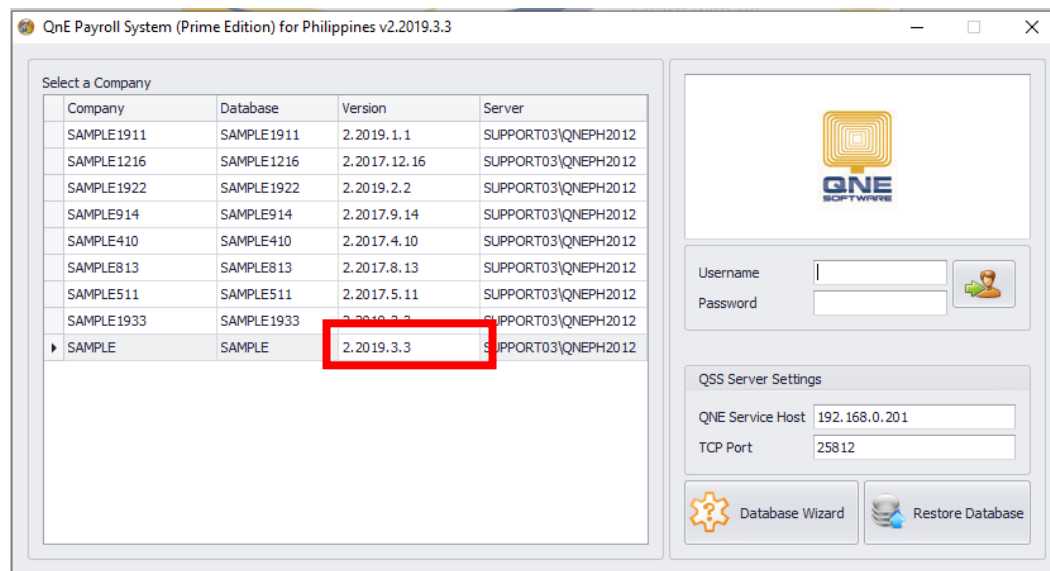 QnE Payroll System (Prime Edition) for Philippines v2.2019.3.3
Select a Company
Company Database Version Server
SAMPLE1911 SAMPLE1911 2.2019.1.1 SUPPORT03\QNEPH2012
SAMPLE1216 SAMPLE1216 2.2017.12.16 SUPPORT03\QNEPH2012
SAMPLE1922 SAMPLE1922 2.2019.2.2 SUPPORT03\QNEPH2012
SAMPLE914 SAMPLE914 2.2017.9.14 SUPPORT03\QNEPH2012
SAMPLE410 SAMPLE410 2.2017.4.10 SUPPORT03\QNEPH2012
SAMPLE813 SAMPLE813 2.2017.8.13 SUPPORT03\QNEPH2012
SAMPLE511 SAMPLE511 2.2017.5.11 SUPPORT03\QNEPH2012
SAMPLE1933 SAMPLE1933 SUPPORT03\QNEPH2012
SAMPLE SAMPLE 2.2019.3.3 SUPPORT03\QNEPH2012
QNE
SOFTWARE
Username
Password
QSS Server Settings
QNE Service Host 192.168.0.201
TCP Port 25812
Database Wizard
Restore Database